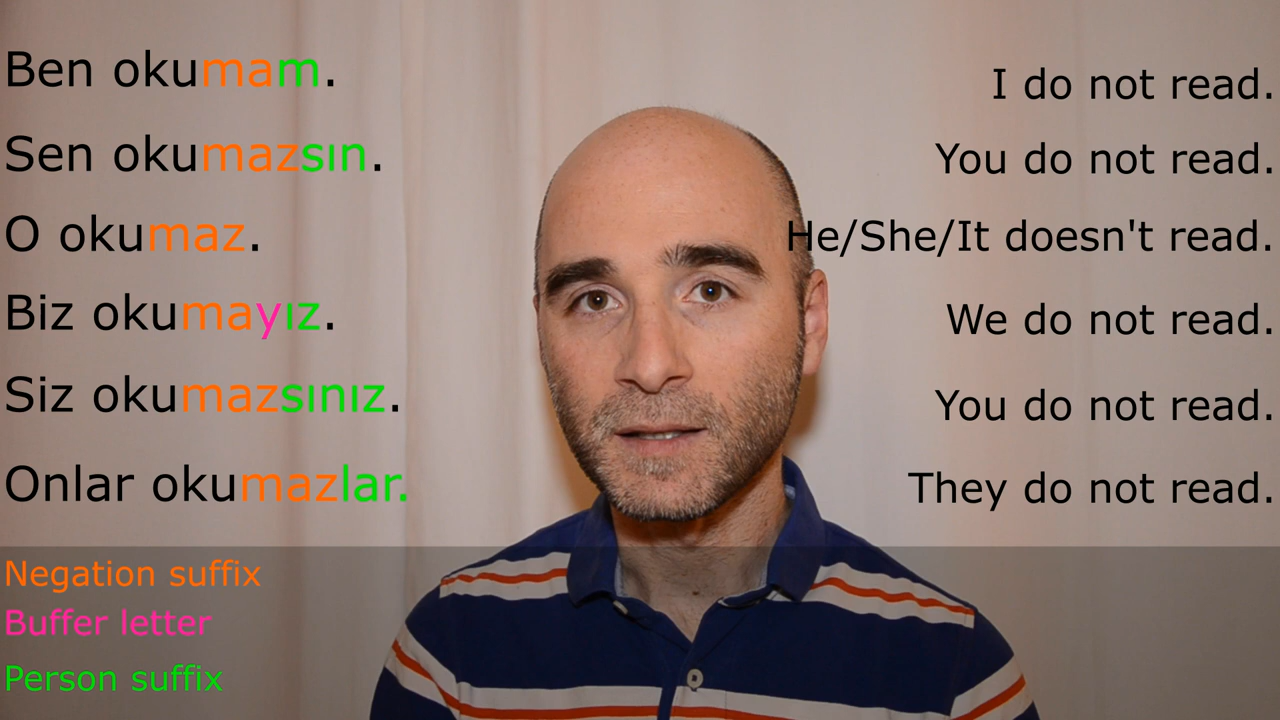 Ben okumam.
I do not read.
Sen okumazsın.
You do not read.
O okumaz.
He/She/It doesn't read.
Biz okumayız.
We do not read.
Siz okumazsınız.
You do not read.
Onlar okumazlar.
They do not read.
Negation suffix
Buffer letter
Person suffix